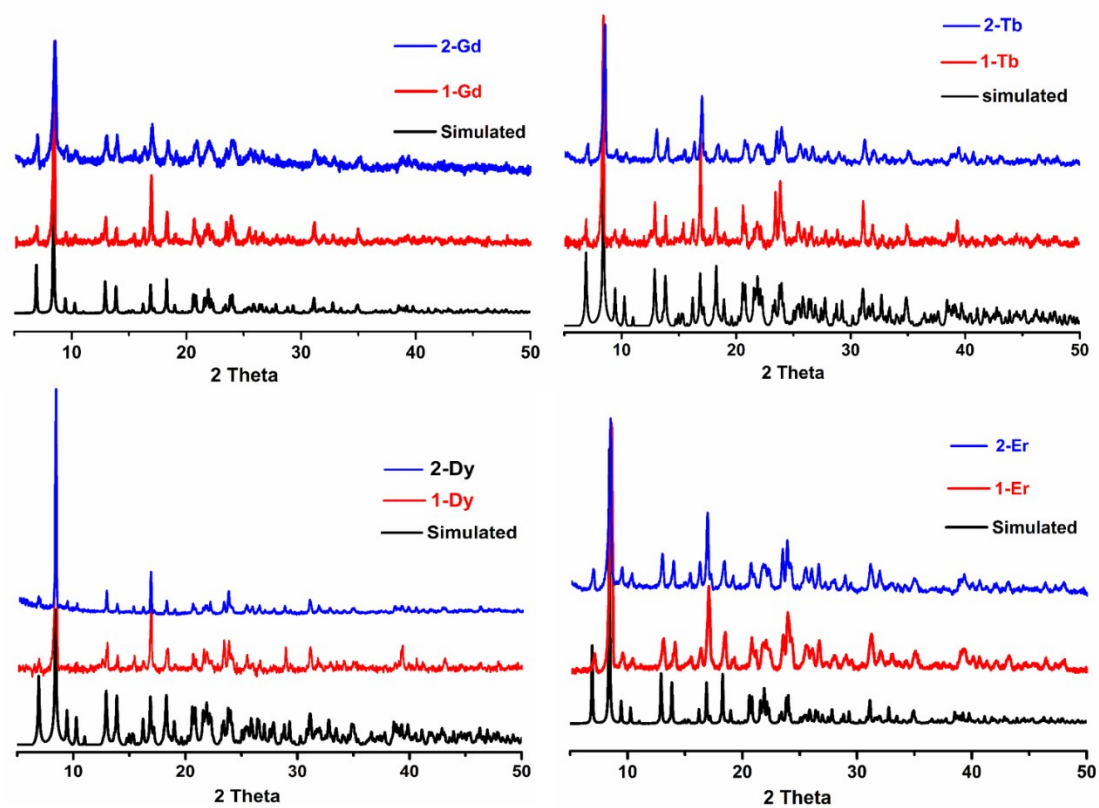 2-Gd
1-Gd
Simulated
10 20 30 40 50
2 Theta
2-Tb
1-Tb
simulated
10 20 30 40 50
2 Theta
2-Dy
1-Dy
Simulated
10 20 30 40 50
2 Theta
2-Er
1-Er
Simulated
10 20 30 40 50
2 Theta